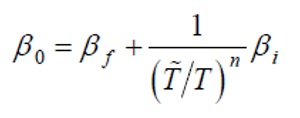 β₀ = β_f + 1/(T̃/T)ⁿ β_i